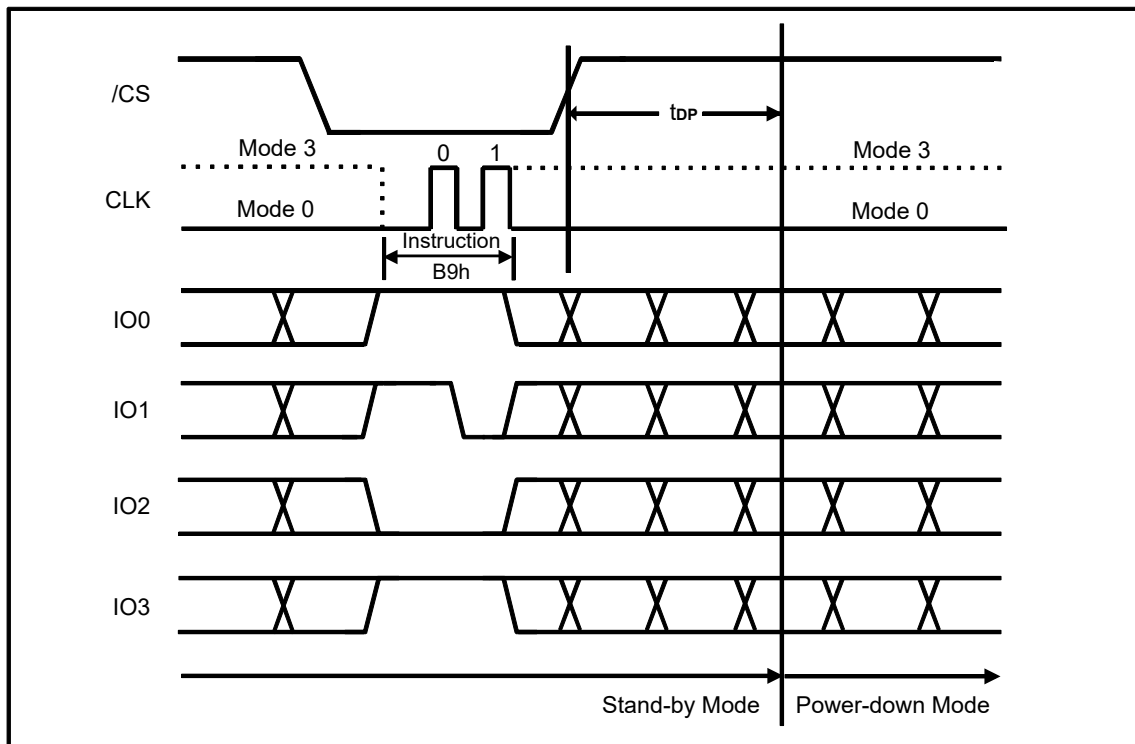 /CS
tDP
Mode 3
0
1
Mode 3
CLK
Mode 0
Mode 0
Instruction
B9h
IO0
IO1
IO2
IO3
Stand-by Mode
Power-down Mode